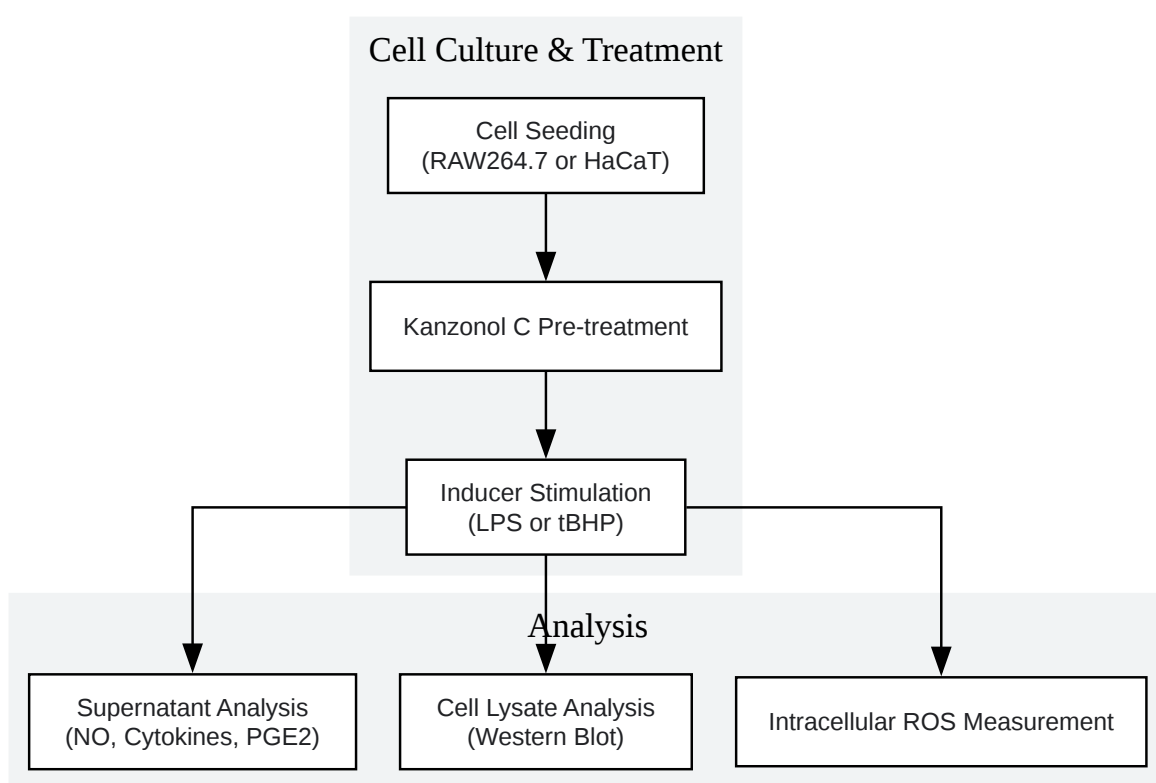 Cell Culture & Treatment
Cell Seeding
(RAW264.7 or HaCaT)
Kanzonol C Pre-treatment
Inducer Stimulation
(LPS or tBHP)
Analysis
Supernatant Analysis
(NO, Cytokines, PGE2)
Cell Lysate Analysis
(Western Blot)
Intracellular ROS Measurement